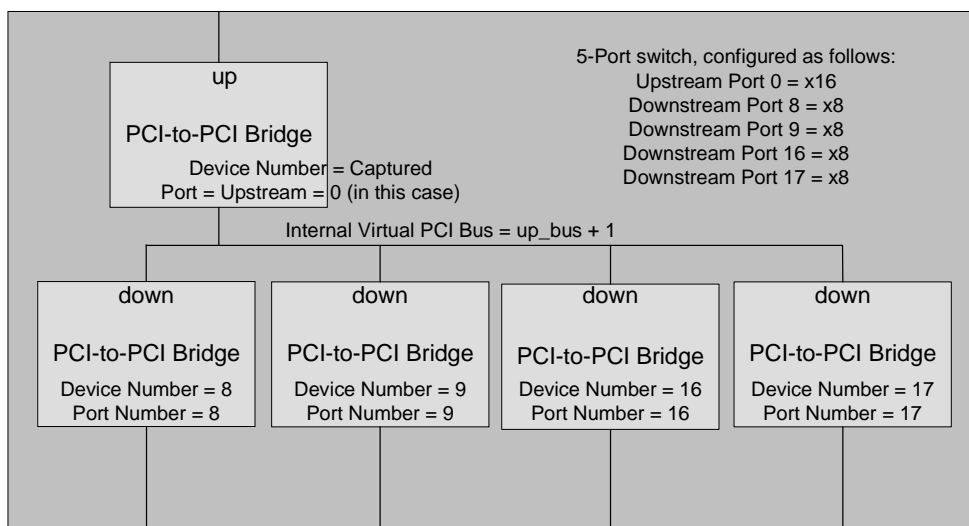 up
PCI-to-PCI Bridge
Device Number = Captured
Port = Upstream = 0 (in this case)
5-Port switch, configured as follows:
Upstream Port 0 = x16
Downstream Port 8 = x8
Downstream Port 9 = x8
Downstream Port 16 = x8
Downstream Port 17 = x8
Internal Virtual PCI Bus = up_bus + 1
down
PCI-to-PCI Bridge
Device Number = 8
Port Number = 8
down
PCI-to-PCI Bridge
Device Number = 9
Port Number = 9
down
PCI-to-PCI Bridge
Device Number = 16
Port Number = 16
down
PCI-to-PCI Bridge
Device Number = 17
Port Number = 17